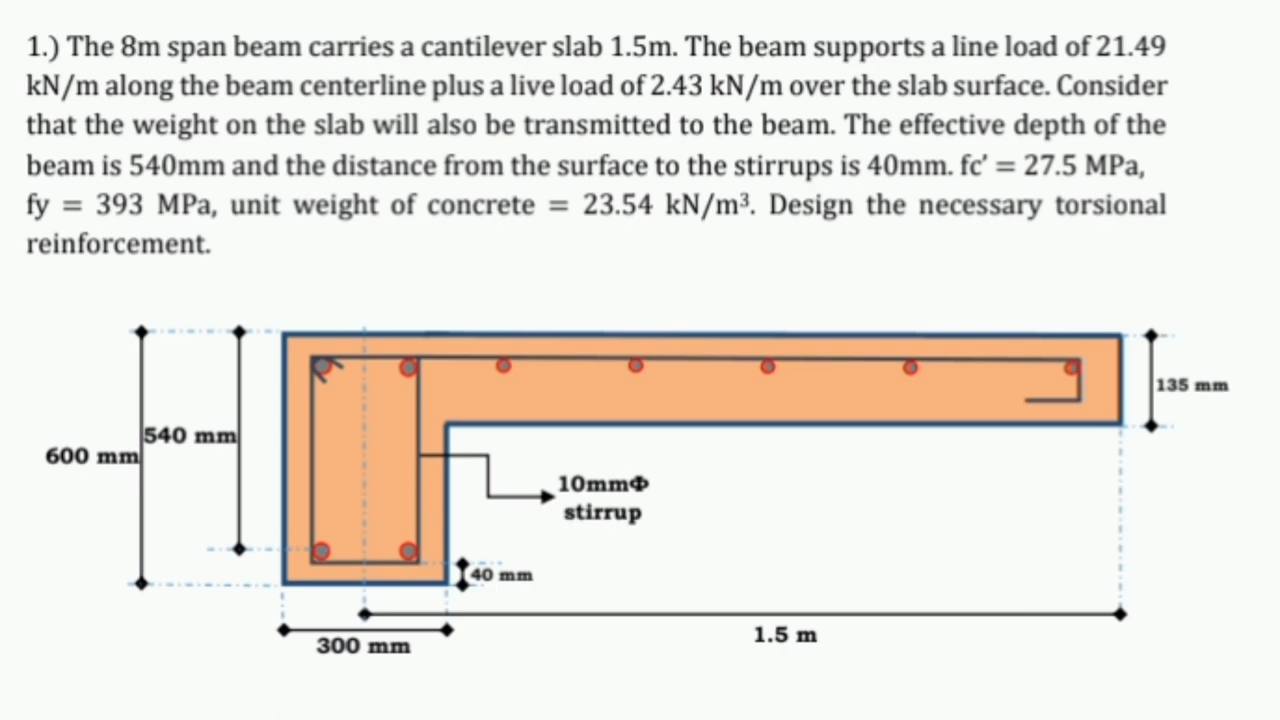 1.) The 8m span beam carries a cantilever slab 1.5m. The beam supports a line load of 21.49
kN/m along the beam centerline plus a live load of 2.43 kN/m over the slab surface. Consider
that the weight on the slab will also be transmitted to the beam. The effective depth of the
beam is 540mm and the distance from the surface to the stirrups is 40mm. fc' = 27.5 MPa,
fy = 393 MPa, unit weight of concrete = 23.54 kN/m³. Design the necessary torsional
reinforcement.
135 mm
540 mm
600 mm
10mmΦ
stirrup
40 mm
1.5 m
300 mm